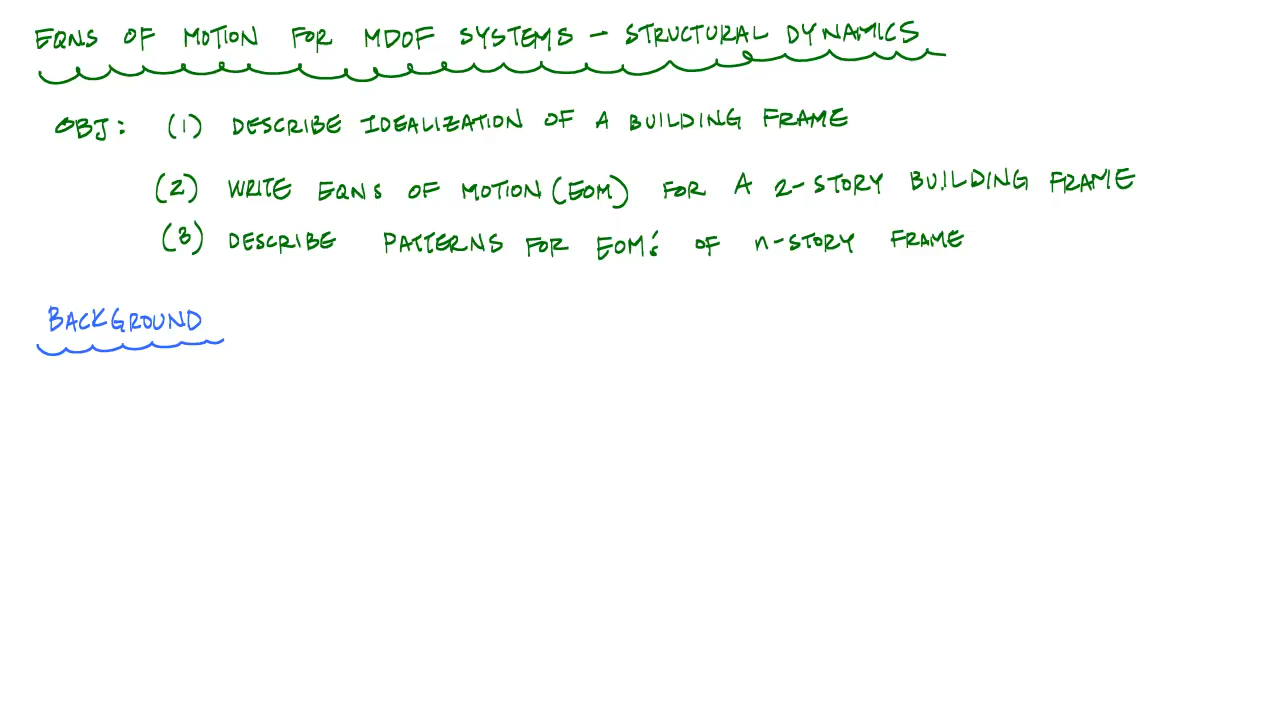 EQNS OF MOTION FOR MDOF SYSTEMS - STRUCTURAL DYNAMICS
OBJ: (1) DESCRIBE IDEALIZATION OF A BUILDING FRAME
(2) WRITE EQNS OF MOTION (EOM) FOR A 2-STORY BUILDING FRAME
(3) DESCRIBE PATTERNS FOR EOM's OF n-STORY FRAME
BACKGROUND